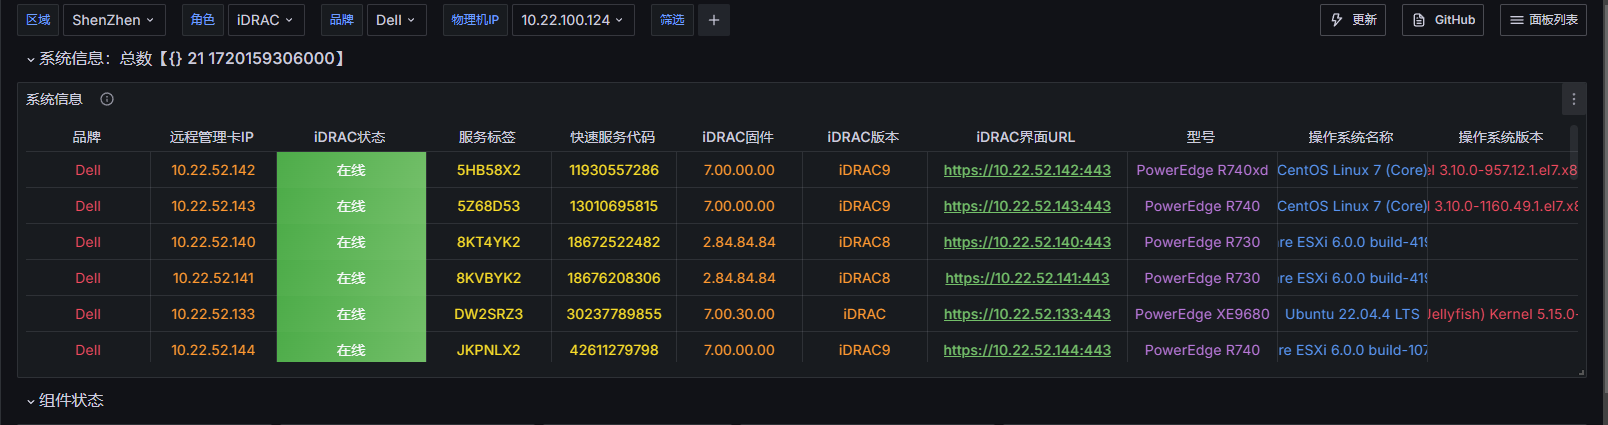 区域 ShenZhen 角色 iDRAC 品牌 Dell 物理机IP 10.22.100.124 筛选 + 更新 GitHub 面板列表
系统信息：总数【{} 21 1720159306000】
系统信息
品牌 远程管理卡IP iDRAC状态 服务标签 快速服务代码 iDRAC固件 iDRAC版本 iDRAC界面URL 型号 操作系统名称 操作系统版本
Dell 10.22.52.142 在线 5HB58X2 11930557286 7.00.00.00 iDRAC9 https://10.22.52.142:443 PowerEdge R740xd CentOS Linux 7 (Core) el 3.10.0-957.12.1.el7.x8
Dell 10.22.52.143 在线 5Z68D53 13010695815 7.00.00.00 iDRAC9 https://10.22.52.143:443 PowerEdge R740 CentOS Linux 7 (Core) l 3.10.0-1160.49.1.el7.x8
Dell 10.22.52.140 在线 8KT4YK2 18672522482 2.84.84.84 iDRAC8 https://10.22.52.140:443 PowerEdge R730 re ESXi 6.0.0 build-419
Dell 10.22.52.141 在线 8KVBYK2 18676208306 2.84.84.84 iDRAC8 https://10.22.52.141:443 PowerEdge R730 re ESXi 6.0.0 build-419
Dell 10.22.52.133 在线 DW2SRZ3 30237789855 7.00.30.00 iDRAC https://10.22.52.133:443 PowerEdge XE9680 Ubuntu 22.04.4 LTS Jellyfish) Kernel 5.15.0-
Dell 10.22.52.144 在线 JKPNLX2 42611279798 7.00.00.00 iDRAC9 https://10.22.52.144:443 PowerEdge R740 re ESXi 6.0.0 build-107
组件状态